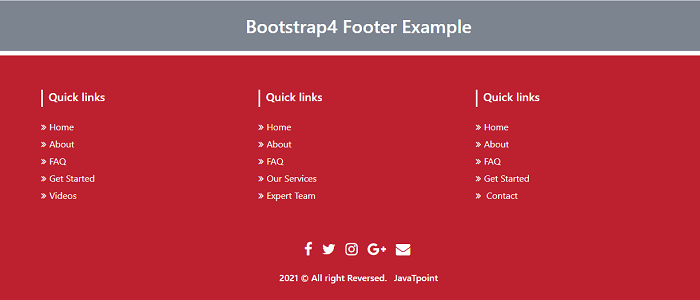 Bootstrap4 Footer Example
Quick links
» Home
» About
» FAQ
» Get Started
» Videos
Quick links
» Home
» About
» FAQ
» Our Services
» Expert Team
Quick links
» Home
» About
» FAQ
» Get Started
» Contact
2021 © All right Reversed. JavaTpoint